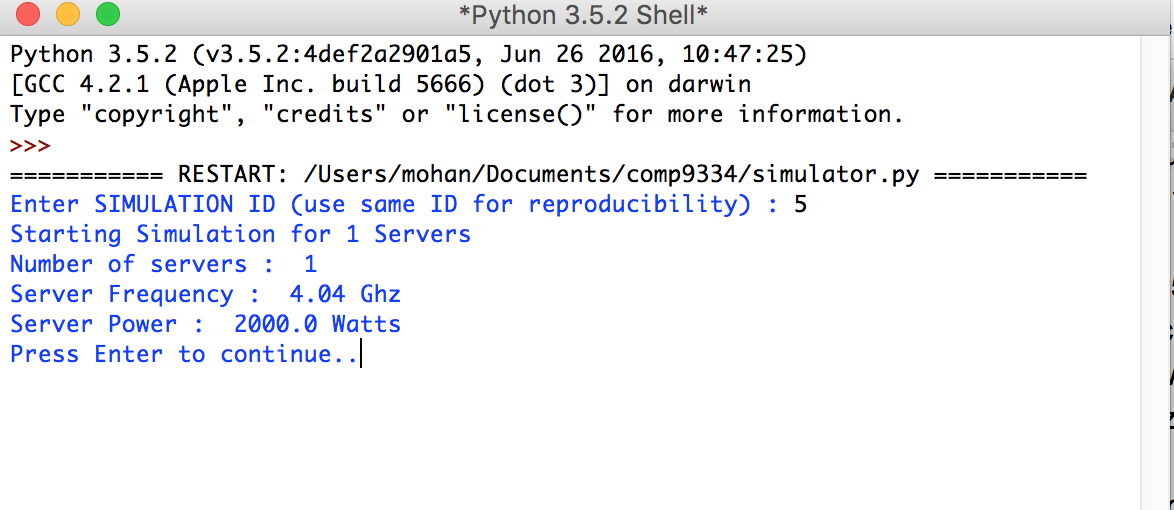 *Python 3.5.2 Shell*
Python 3.5.2 (v3.5.2:4def2a2901a5, Jun 26 2016, 10:47:25)
[GCC 4.2.1 (Apple Inc. build 5666) (dot 3)] on darwin
Type "copyright", "credits" or "license()" for more information.
>>>
=========== RESTART: /Users/mohan/Documents/comp9334/simulator.py ===========
Enter SIMULATION ID (use same ID for reproducibility) : 5
Starting Simulation for 1 Servers
Number of servers :  1
Server Frequency :  4.04 Ghz
Server Power :  2000.0 Watts
Press Enter to continue..